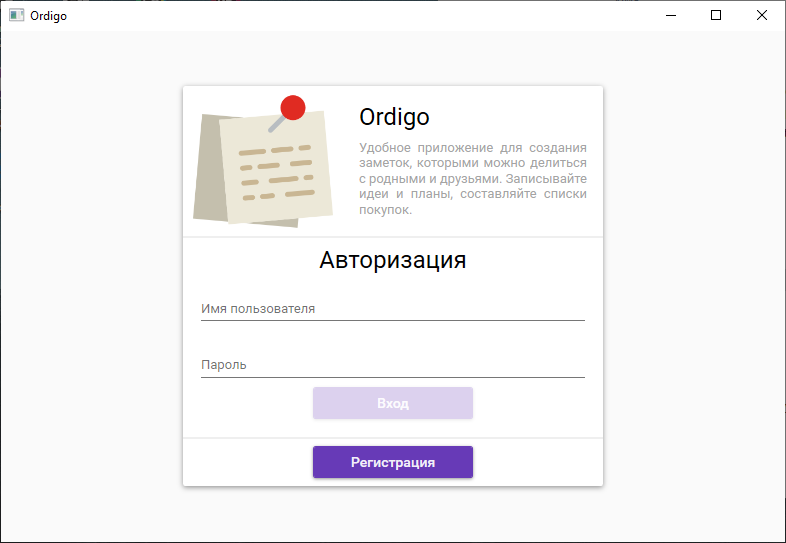 Ordigo
Ordigo
Удобное приложение для создания
заметок, которыми можно делиться
с родными и друзьями. Записывайте
идеи и планы, составляйте списки
покупок.
Авторизация
Имя пользователя
Пароль
Вход
Регистрация